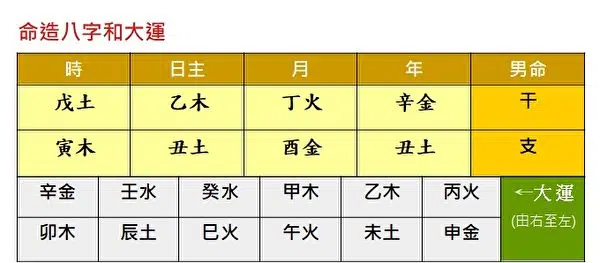 命造八字和大運
時 日主 月 年 男命
戊土 乙木 丁火 辛金 干
寅木 丑土 酉金 丑土 支
辛金 壬水 癸水 甲木 乙木 丙火 ←大運
卯木 辰土 巳火 午火 未土 申金 (由右至左)